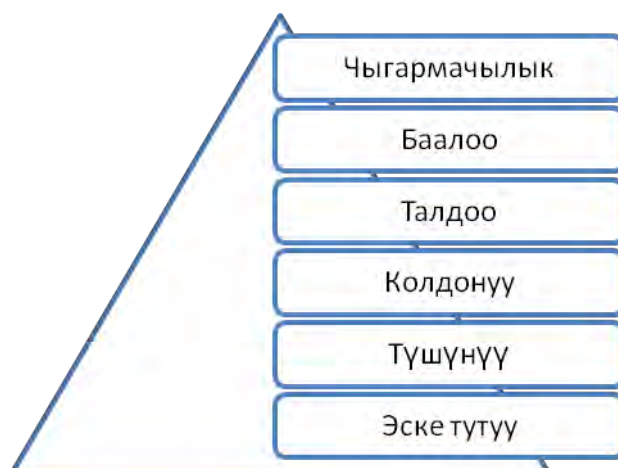 Чыгармачылык
Баалоо
Талдоо
Колдонуу
Түшүнүү
Эске тутуу